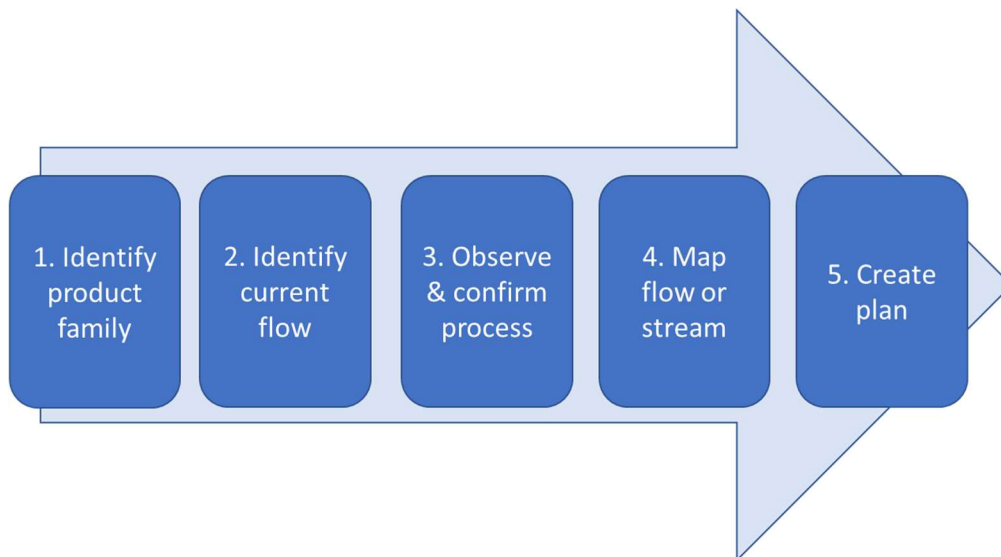 1. Identify
product
family
2. Identify
current
flow
3. Observe
& confirm
process
4. Map
flow or
stream
5. Create
plan